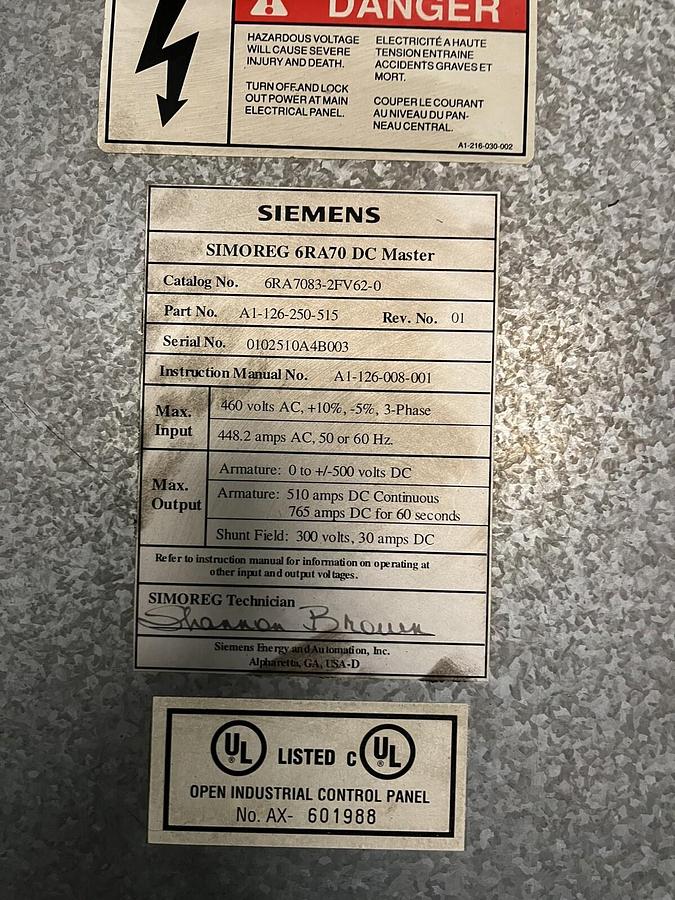 DANGER
HAZARDOUS VOLTAGE
WILL CAUSE SEVERE
INJURY AND DEATH.
TURN OFF.AND LOCK
OUT POWER AT MAIN
ELECTRICAL PANEL.
ELECTRICITÉ A HAUTE
TENSION ENTRAINE
ACCIDENTS GRAVES ET
MORT.
COUPER LE COURANT
AU NIVEAU DU PAN-
NEAU CENTRAL.
A1-216-030-002
SIEMENS
SIMOREG 6RA70 DC Master
Catalog No. 6RA7083-2FV62-0
Part No. A1-126-250-515 Rev. No. 01
Serial No. 0102510A4B003
Instruction Manual No. A1-126-008-001
Max. Input
460 volts AC, +10%, -5%, 3-Phase
448.2 amps AC, 50 or 60 Hz.
Max. Output
Armature: 0 to +/-500 volts DC
Armature: 510 amps DC Continuous
765 amps DC for 60 seconds
Shunt Field: 300 volts, 30 amps DC
Refer to instruction manual for information on operating at
other input and output voltages.
SIMOREG Technician
Shannon Brown
Siemens Energy and Automation, Inc.
Alpharetta, GA, USA-D
UL ® LISTED C UL ®
OPEN INDUSTRIAL CONTROL PANEL
No. AX- 601988